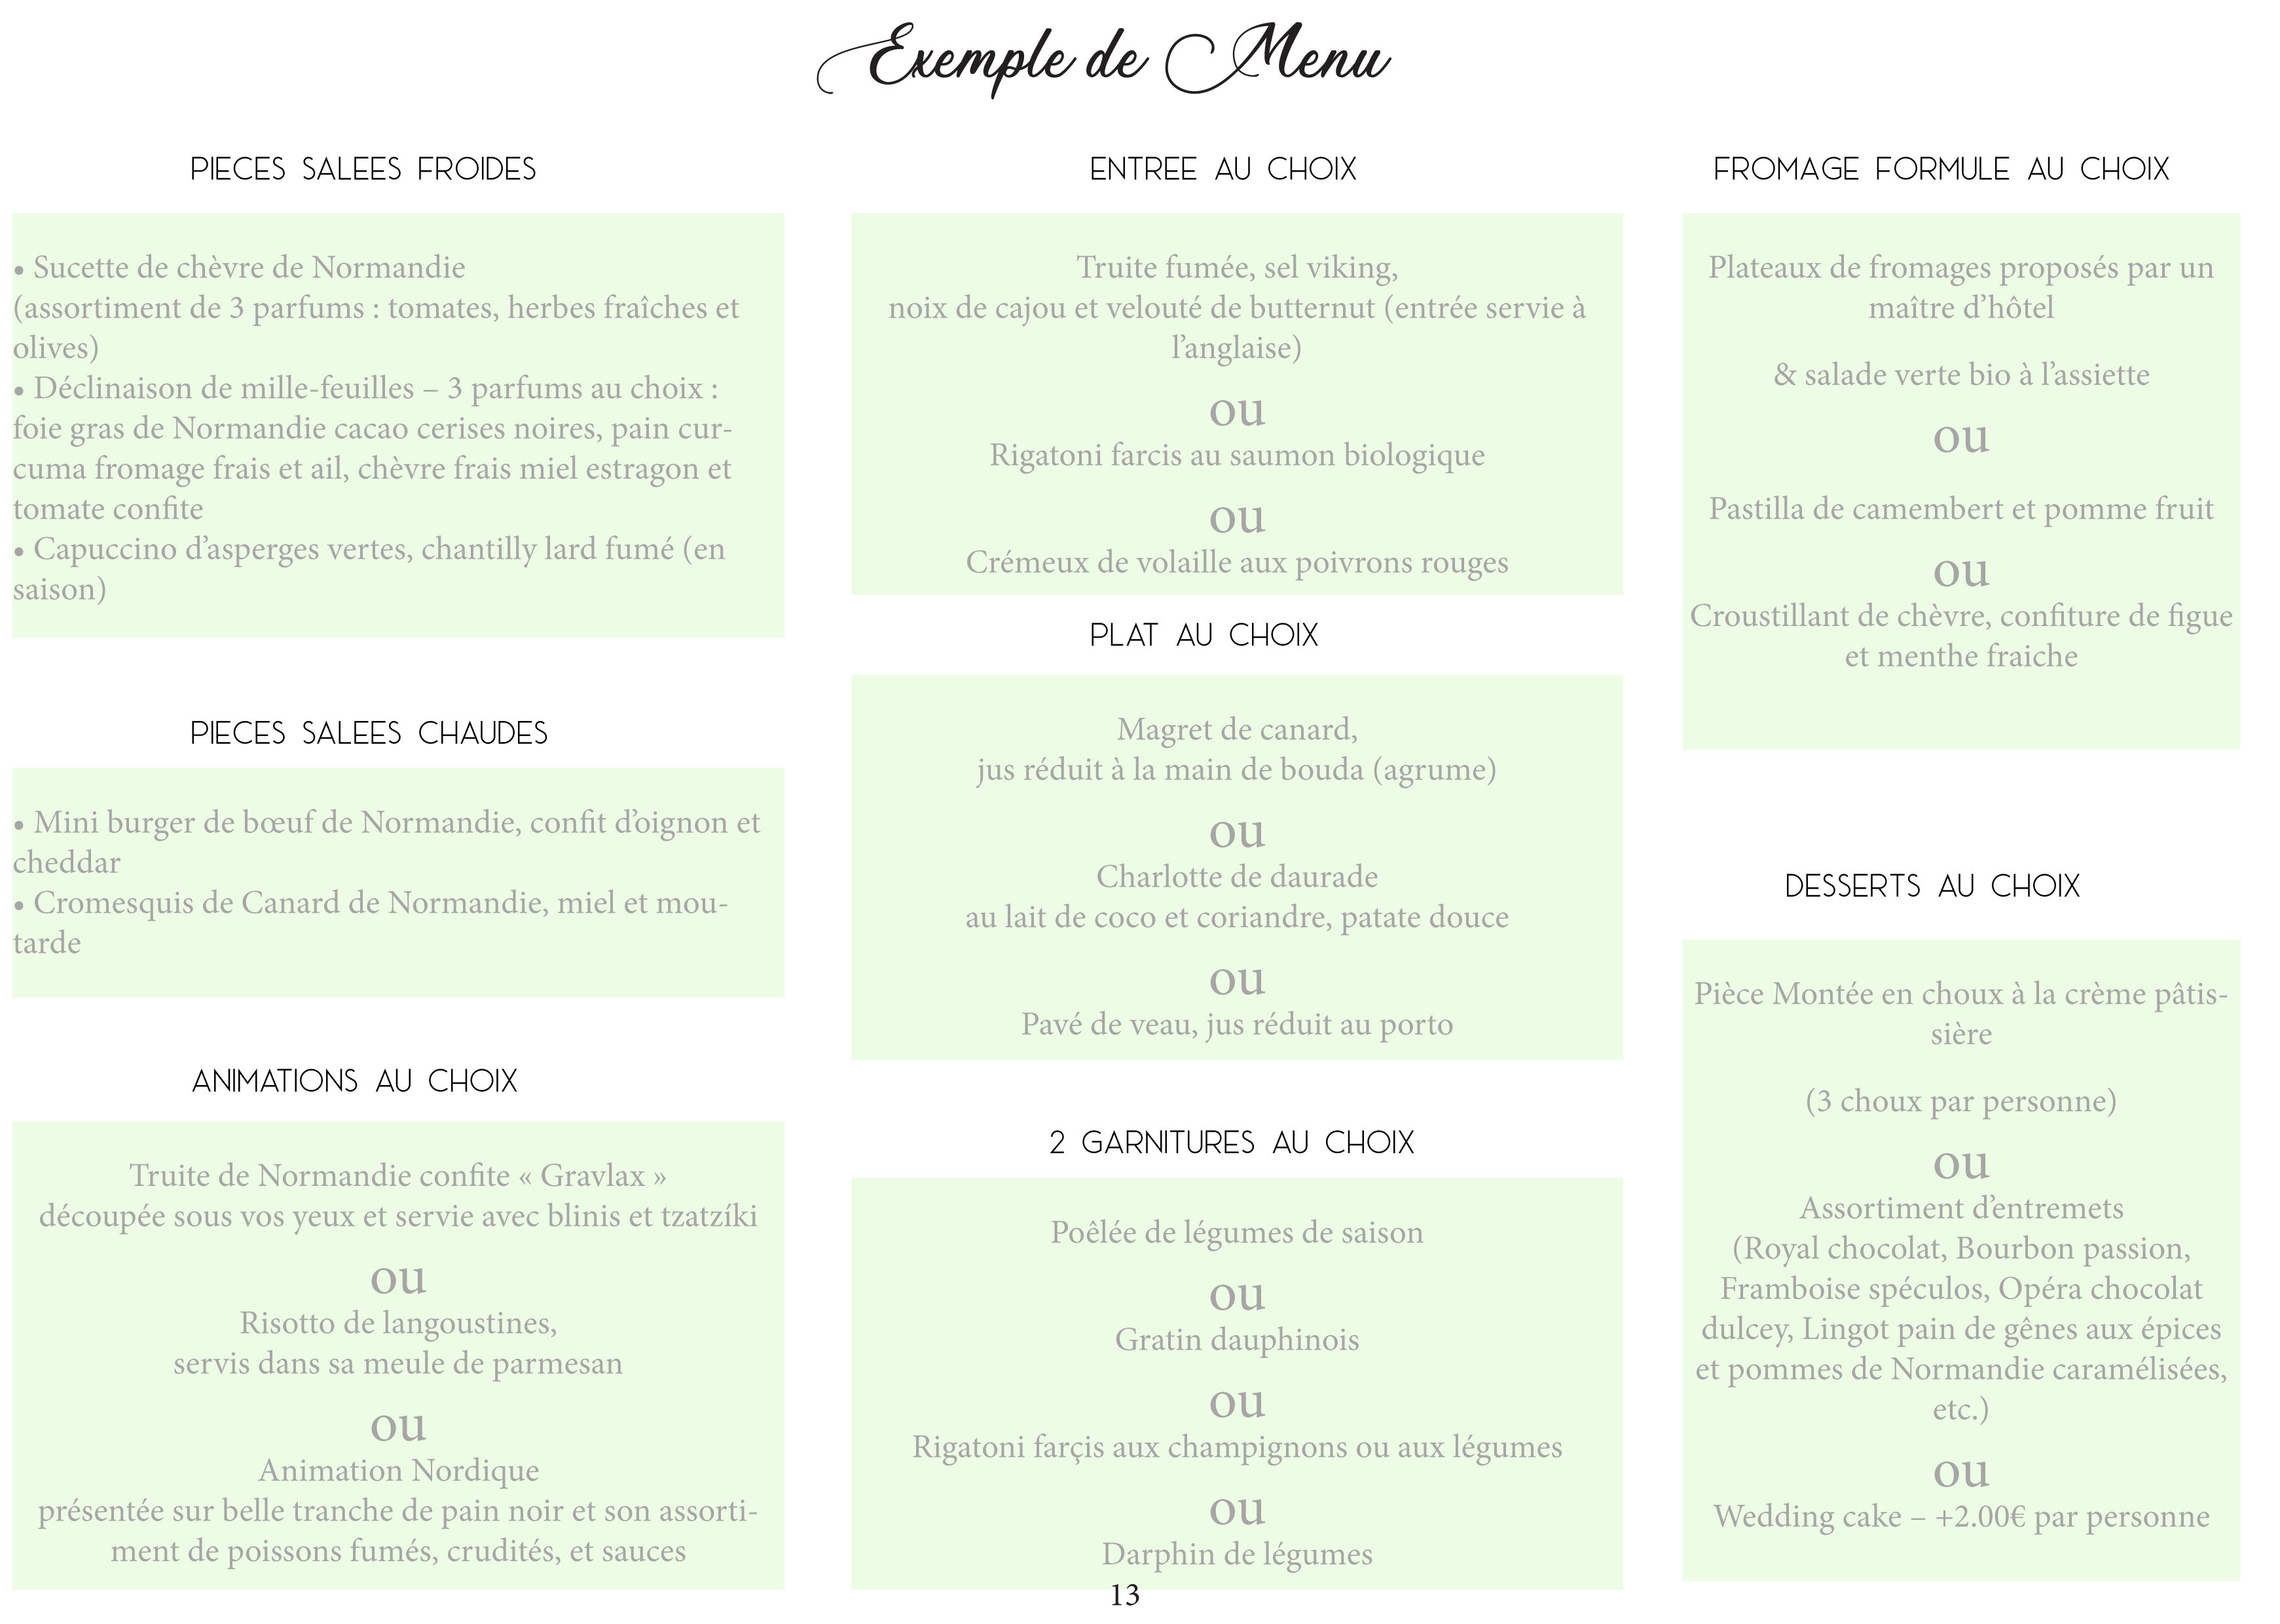 Exemple de Menu
PIECES SALEES FROIDES
• Sucette de chèvre de Normandie
(assortiment de 3 parfums : tomates, herbes fraîches et
olives)
• Déclinaison de mille-feuilles – 3 parfums au choix :
foie gras de Normandie cacao cerises noires, pain cur-
cuma fromage frais et ail, chèvre frais miel estragon et
tomate confite
• Capuccino d’asperges vertes, chantilly lard fumé (en
saison)
PIECES SALEES CHAUDES
• Mini burger de bœuf de Normandie, confit d’oignon et
cheddar
• Cromesquis de Canard de Normandie, miel et mou-
tarde
ANIMATIONS AU CHOIX
Truite de Normandie confite « Gravlax »
découpée sous vos yeux et servie avec blinis et tzatzíki
ou
Risotto de langoustines,
servis dans sa meule de parmesan
ou
Animation Nordique
présentée sur belle tranche de pain noir et son assorti-
ment de poissons fumés, crudités, et sauces
ENTREE AU CHOIX
Truite fumée, sel viking,
noix de cajou et velouté de butternut (entrée servie à
l’anglaise)
ou
Rigatoni farcis au saumon biologique
ou
Crémeux de volaille aux poivrons rouges
PLAT AU CHOIX
Magret de canard,
jus réduit à la main de bouda (agrume)
ou
Charlotte de daurade
au lait de coco et coriandre, patate douce
ou
Pavé de veau, jus réduit au porto
2 GARNITURES AU CHOIX
Poêlée de légumes de saison
ou
Gratin dauphinois
ou
Rigatoni farçis aux champignons ou aux légumes
ou
Darphin de légumes
FROMAGE FORMULE AU CHOIX
Plateaux de fromages proposés par un
maître d’hôtel
& salade verte bio à l’assiette
ou
Pastilla de camembert et pomme fruit
ou
Croustillant de chèvre, confiture de figue
et menthe fraiche
DESSERTS AU CHOIX
Pièce Montée en choux à la crème pâtis-
sière
(3 choux par personne)
ou
Assortiment d’entremets
(Royal chocolat, Bourbon passion,
Framboise spéculos, Opéra chocolat
dulcey, Lingot pain de gênes aux épices
et pommes de Normandie caramélisées,
etc.)
ou
Wedding cake – +2.00€ par personne
13